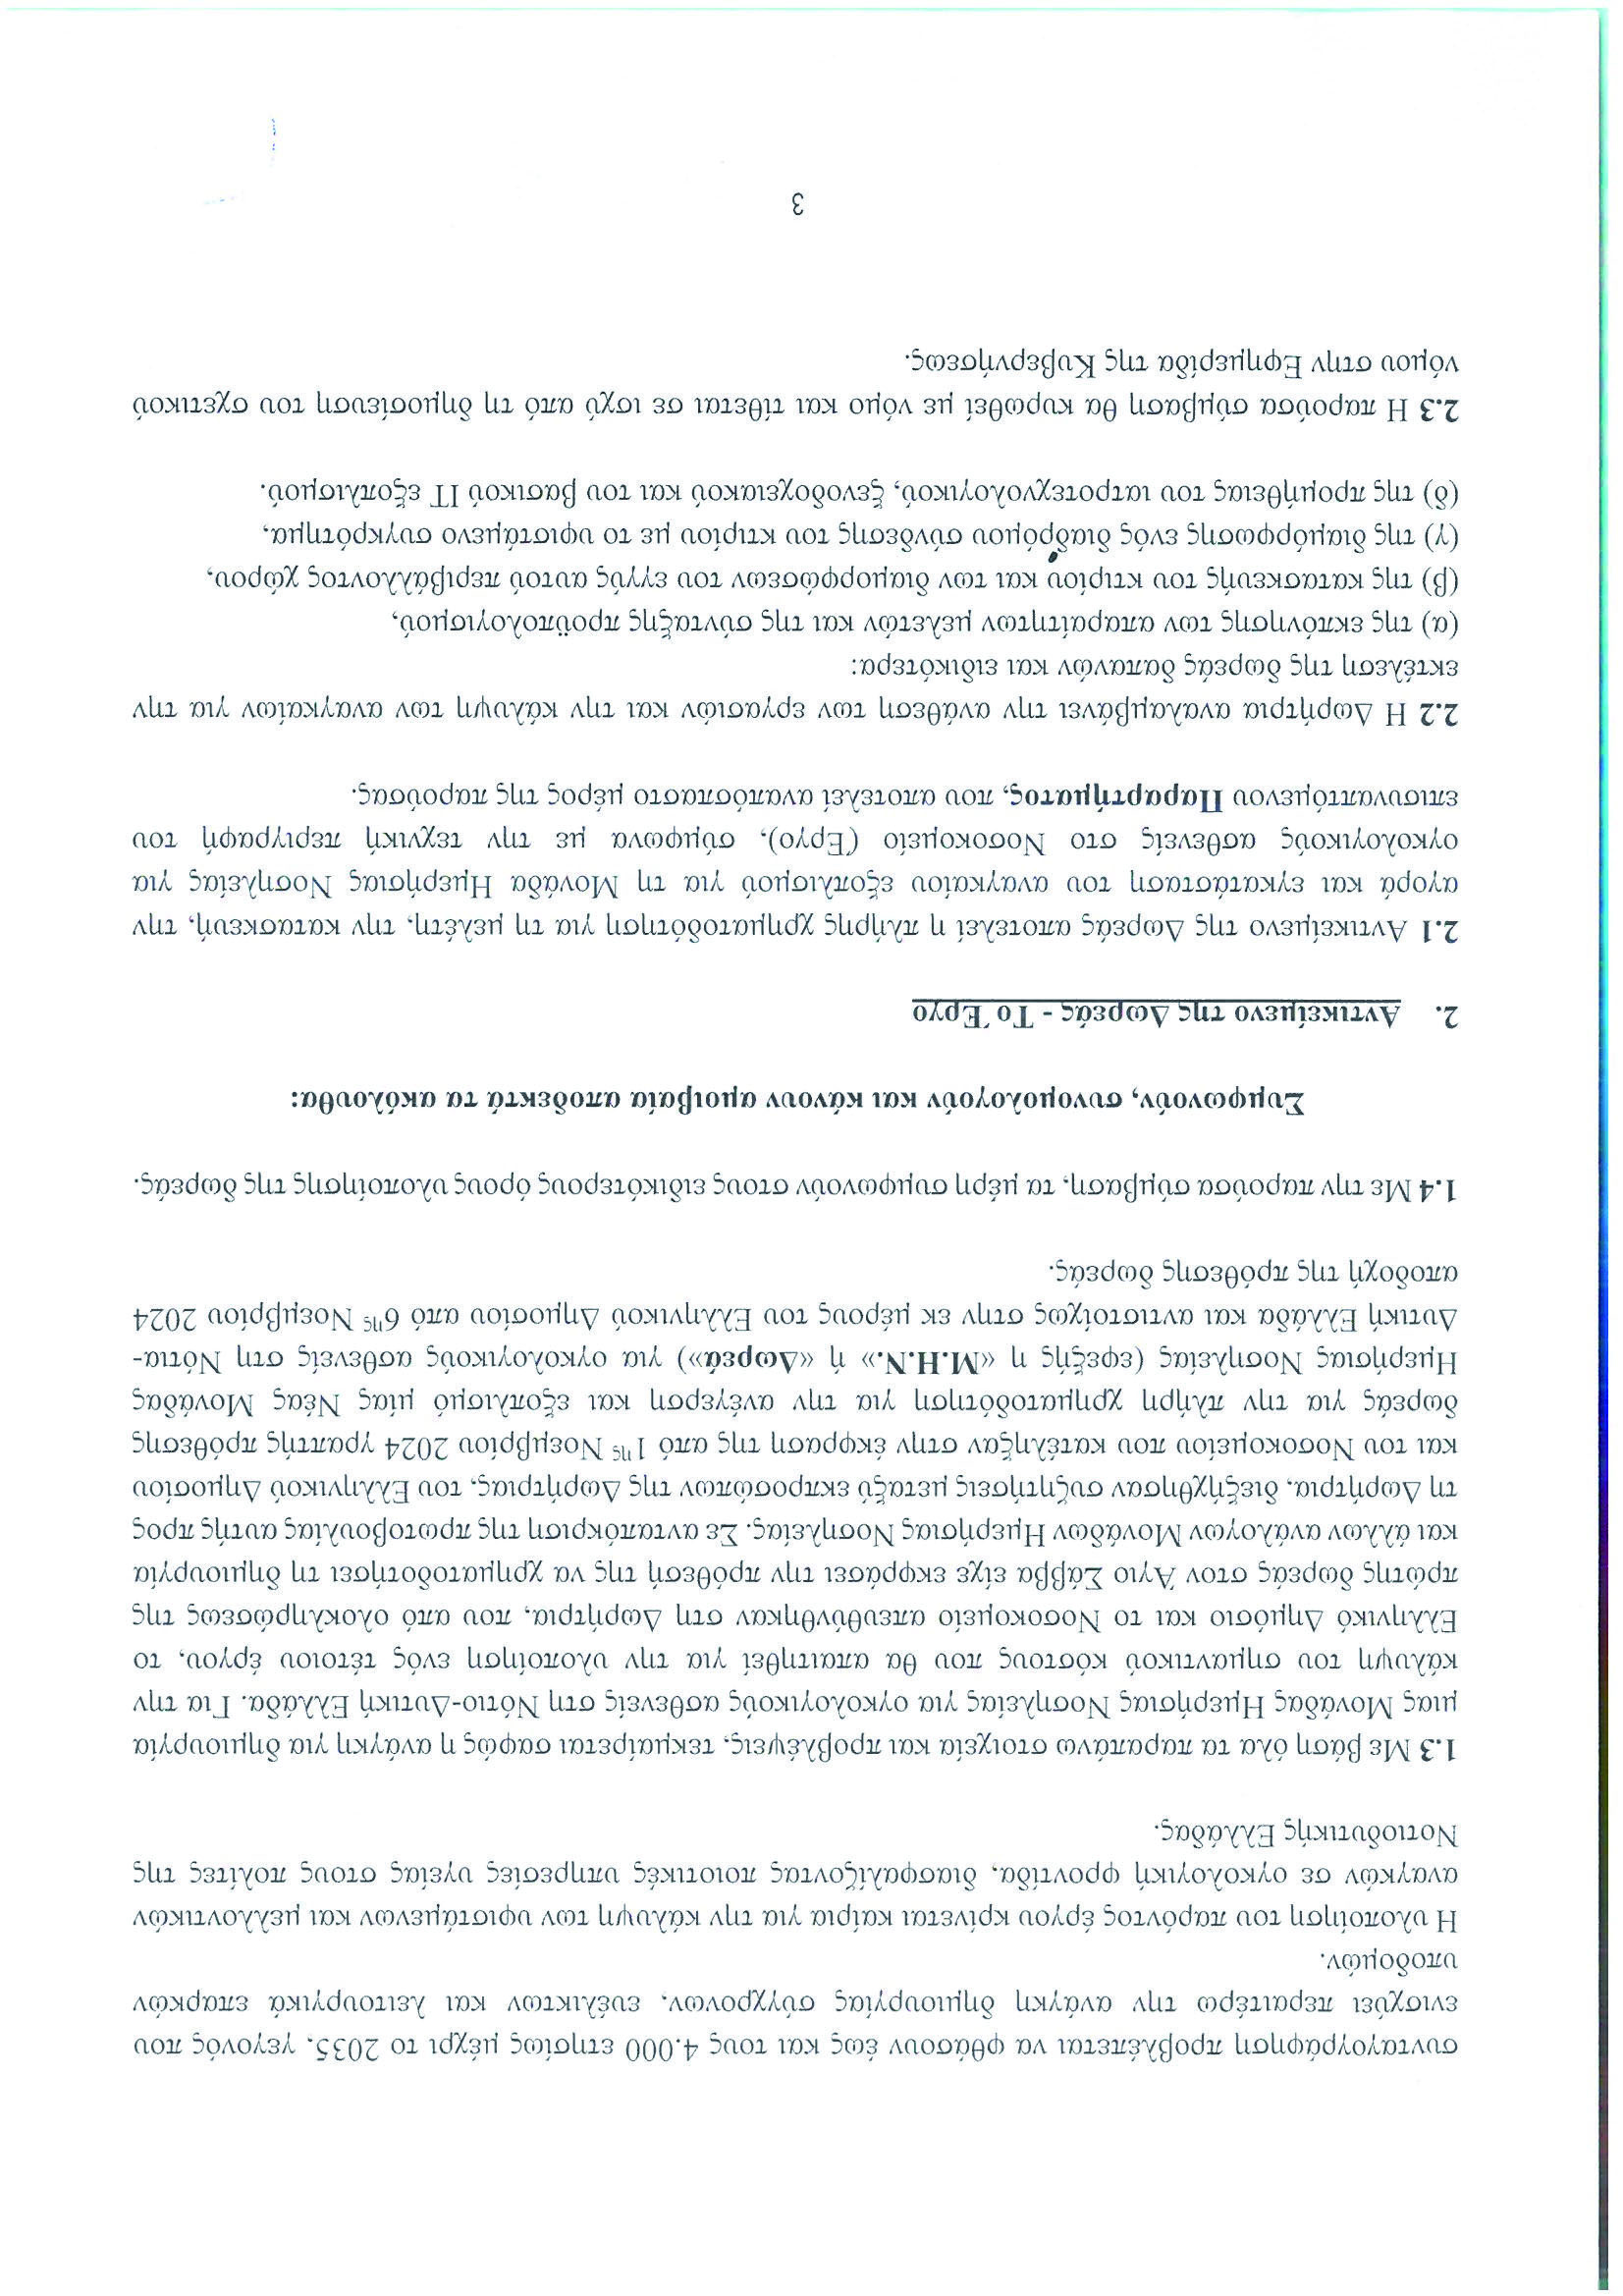 συνταγογράφηση προβλέπεται να φθάσουν έως και τους 4.000 ετησίως μέχρι το 2035, γεγονός που
ενισχύει περαιτέρω την ανάγκη δημιουργίας σύγχρονων, ευέλικτων και λειτουργικά επαρκών
υποδομών.
Η υλοποίηση του παρόντος έργου κρίνεται καίρια για την κάλυψη των υφιστάμενων και μελλοντικών
αναγκών σε ογκολογική φροντίδα, διασφαλίζοντας ποιοτικές υπηρεσίες υγείας στους πολίτες της
Νοτιοδυτικής Ελλάδας.
1.3 Με βάση όλα τα παραπάνω στοιχεία και προβλέψεις, τεκμαίρεται σαφώς η ανάγκη για δημιουργία
μιας Μονάδας Ημερήσιας Νοσηλείας για ογκολογικούς ασθενείς στη Νότιο-Δυτική Ελλάδα. Για την
κάλυψη του σημαντικού κόστους που θα απαιτηθεί για την υλοποίηση ενός τέτοιου έργου, το
Ελληνικό Δημόσιο και το Νοσοκομείο απευθύνθηκαν στη Δωρήτρια, που από ολοκληρώσεως της
πρώτης δωρεάς στον Άγιο Σάββα είχε εκφράσει την πρόθεσή της να χρηματοδοτήσει τη δημιουργία
και άλλων ανάλογων Μονάδων Ημερήσιας Νοσηλείας. Σε ανταπόκριση της πρωτοβουλίας αυτής προς
τη Δωρήτρια, διεξήχθησαν συζητήσεις μεταξύ εκπροσώπων της Δωρήτριας, του Ελληνικού Δημοσίου
και του Νοσοκομείου που κατέληξαν στην έκφραση της από 1ης Νοεμβρίου 2024 γραπτής πρόθεσης
δωρεάς για την πλήρη χρηματοδότηση για την ανέγερση και εξοπλισμό μίας Νέας Μονάδας
Ημερήσιας Νοσηλείας (εφεξής η «Μ.Η.Ν.» ή «Δωρεά») για ογκολογικούς ασθενείς στη Νότια-
Δυτική Ελλάδα και αντιστοίχως στην εκ μέρους του Ελληνικού Δημοσίου από 6ης Νοεμβρίου 2024
αποδοχή της πρόθεσης δωρεάς.
1.4 Με την παρούσα σύμβαση, τα μέρη συμφωνούν στους ειδικότερους όρους υλοποίησης της δωρεάς.
Συμφωνούν, συνομολογούν και κάνουν αμοιβαία αποδεκτά τα ακόλουθα:
2. Αντικείμενο της Δωρεάς - Το Έργο
2.1 Αντικείμενο της Δωρεάς αποτελεί η πλήρης χρηματοδότηση για τη μελέτη, την κατασκευή, την
αγορά και εγκατάσταση του αναγκαίου εξοπλισμού για τη Μονάδα Ημερήσιας Νοσηλείας για
ογκολογικούς ασθενείς στο Νοσοκομείο (Έργο), σύμφωνα με την τεχνική περιγραφή του
επισυναπτόμενου Παραρτήματος, που αποτελεί αναπόσπαστο μέρος της παρούσας.
2.2 Η Δωρήτρια αναλαμβάνει την ανάθεση των εργασιών και την κάλυψη των αναγκαίων για την
εκτέλεση της δωρεάς δαπανών και ειδικότερα:
(α) της εκπόνησης των απαραίτητων μελετών και της σύνταξης προϋπολογισμού,
(β) της κατασκευής του κτιρίου και των διαμορφώσεων του εγγύς αυτού περιβάλλοντος χώρου,
(γ) της διαμόρφωσης ενός διαδρόμου σύνδεσης του κτιρίου με το υφιστάμενο συγκρότημα,
(δ) της προμήθειας του ιατροτεχνολογικού, ξενοδοχειακού και του βασικού IT εξοπλισμού.
2.3 Η παρούσα σύμβαση θα κυρωθεί με νόμο και τίθεται σε ισχύ από τη δημοσίευση του σχετικού
νόμου στην Εφημερίδα της Κυβερνήσεως.
3